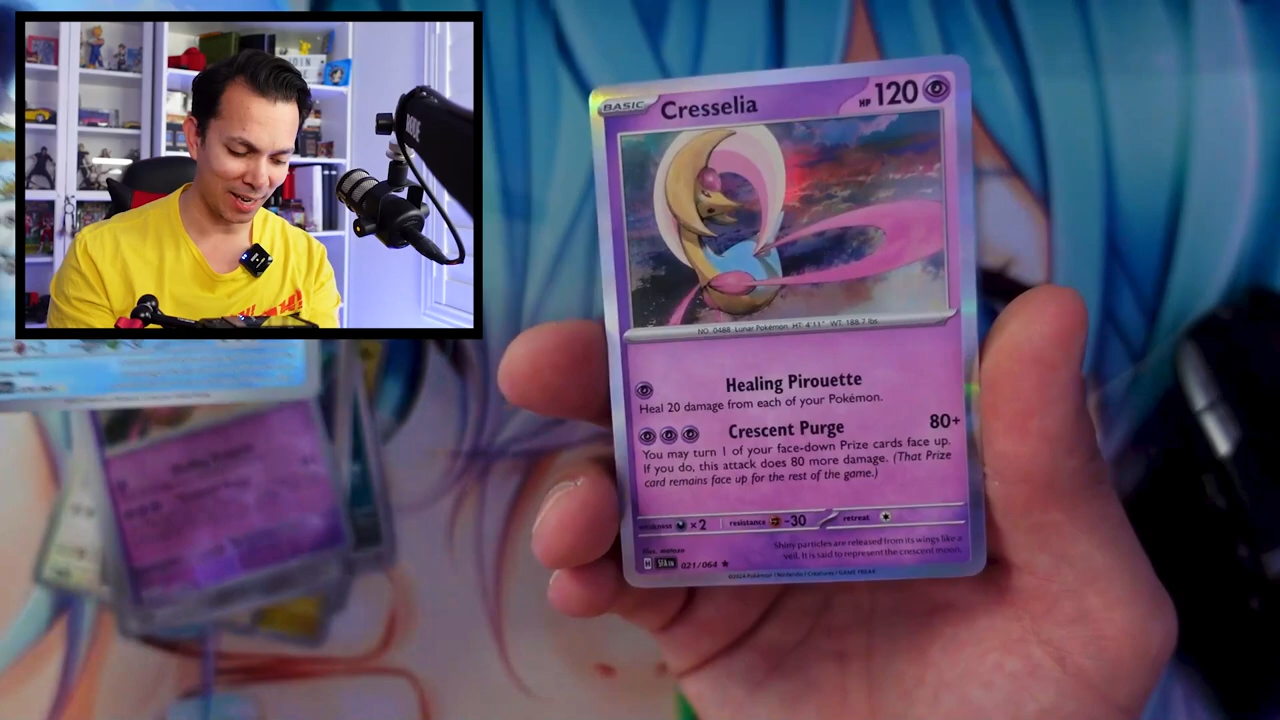 RODE
BASIC Cresselia HP 120
NO. 0488 Lunar Pokémon HT: 4'11" WT: 188.7 lbs.
Healing Pirouette
Heal 20 damage from each of your Pokémon.
Crescent Purge 80+
You may turn 1 of your face-down Prize cards face up.
If you do, this attack does 80 more damage. (That Prize
card remains face up for the rest of the game.)
weakness ×2 resistance -30 retreat
Shiny particles are released from its wings like a
veil. It is said to represent the crescent moon.
H SFA EN 021/064 ★
©2024 Pokémon / Nintendo / Creatures / GAME FREAK